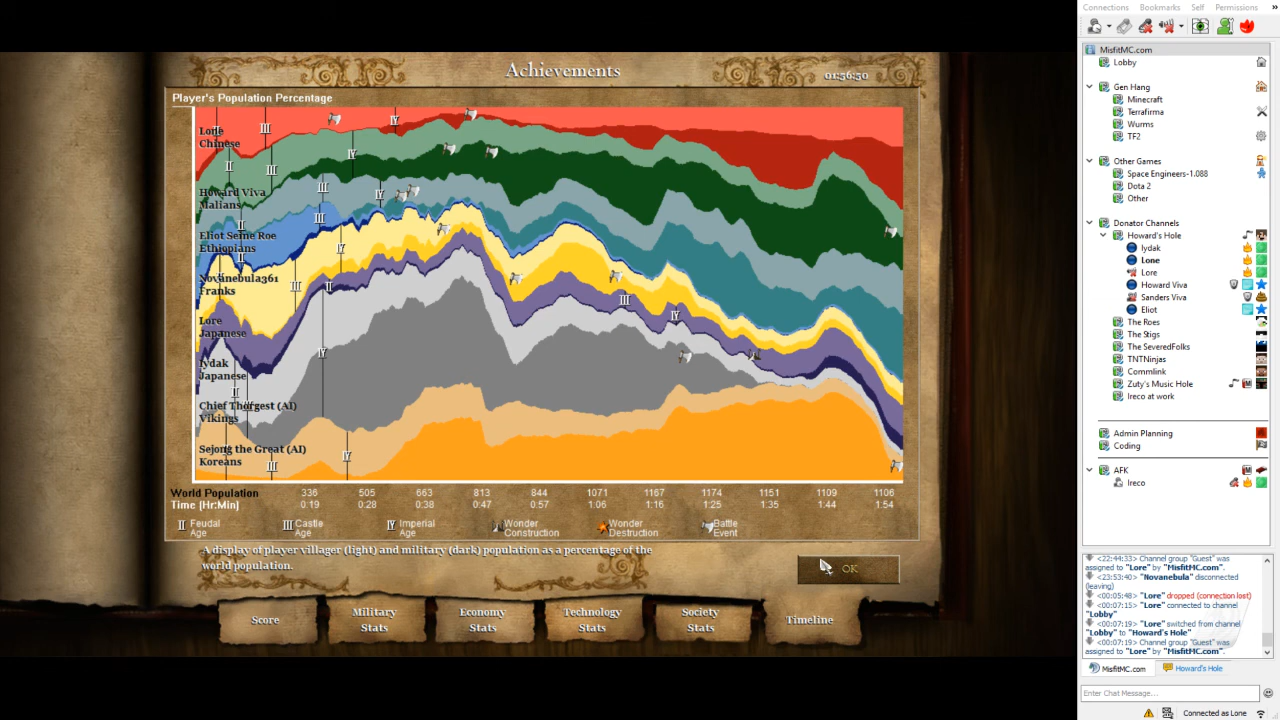 Achievements
01:56:50
Player's Population Percentage
Lone
Chinese
Howard Viva
Malians
Eliot Seine Roe
Ethiopians
Novanebula361
Franks
Lore
Japanese
Iydak
Japanese
Chief Thorgest (AI)
Vikings
Sejong the Great (AI)
Koreans
World Population 336 505 663 813 844 1071 1167 1174 1151 1109 1106
Time (Hr:Min) 0:19 0:28 0:38 0:47 0:57 1:06 1:16 1:25 1:35 1:44 1:54
II Feudal Age
III Castle Age
IV Imperial Age
Wonder Construction
Wonder Destruction
Battle Event
A display of player villager (light) and military (dark) population as a percentage of the
world population.
OK
Score
Military Stats
Economy Stats
Technology Stats
Society Stats
Timeline
Connections Bookmarks Self Permissions »
MisfitMC.com
Lobby
Gen Hang
Minecraft
Terrafirma
Wurms
TF2
Other Games
Space Engineers-1.088
Dota 2
Other
Donator Channels
Howard's Hole
Iydak
Lone
Lore
Howard Viva
Sanders Viva
Eliot
The Roes
The Stigs
The SeveredFolks
TNTNinjas
Commlink
Zuty's Music Hole
Ireco at work
Admin Planning
Coding
AFK
Ireco
<22:44:33> Channel group "Guest" was
assigned to "Lore" by "MisfitMC.com".
<23:53:40> "Novanebula" disconnected
(leaving)
<00:05:48> "Lore" dropped (connection lost)
<00:07:15> "Lore" connected to channel
"Lobby"
<00:07:19> "Lore" switched from channel
"Lobby" to "Howard's Hole"
<00:07:19> Channel group "Guest" was
assigned to "Lore" by "MisfitMC.com".
MisfitMC.com
Howard's Hole
Enter Chat Message...
Connected as Lone